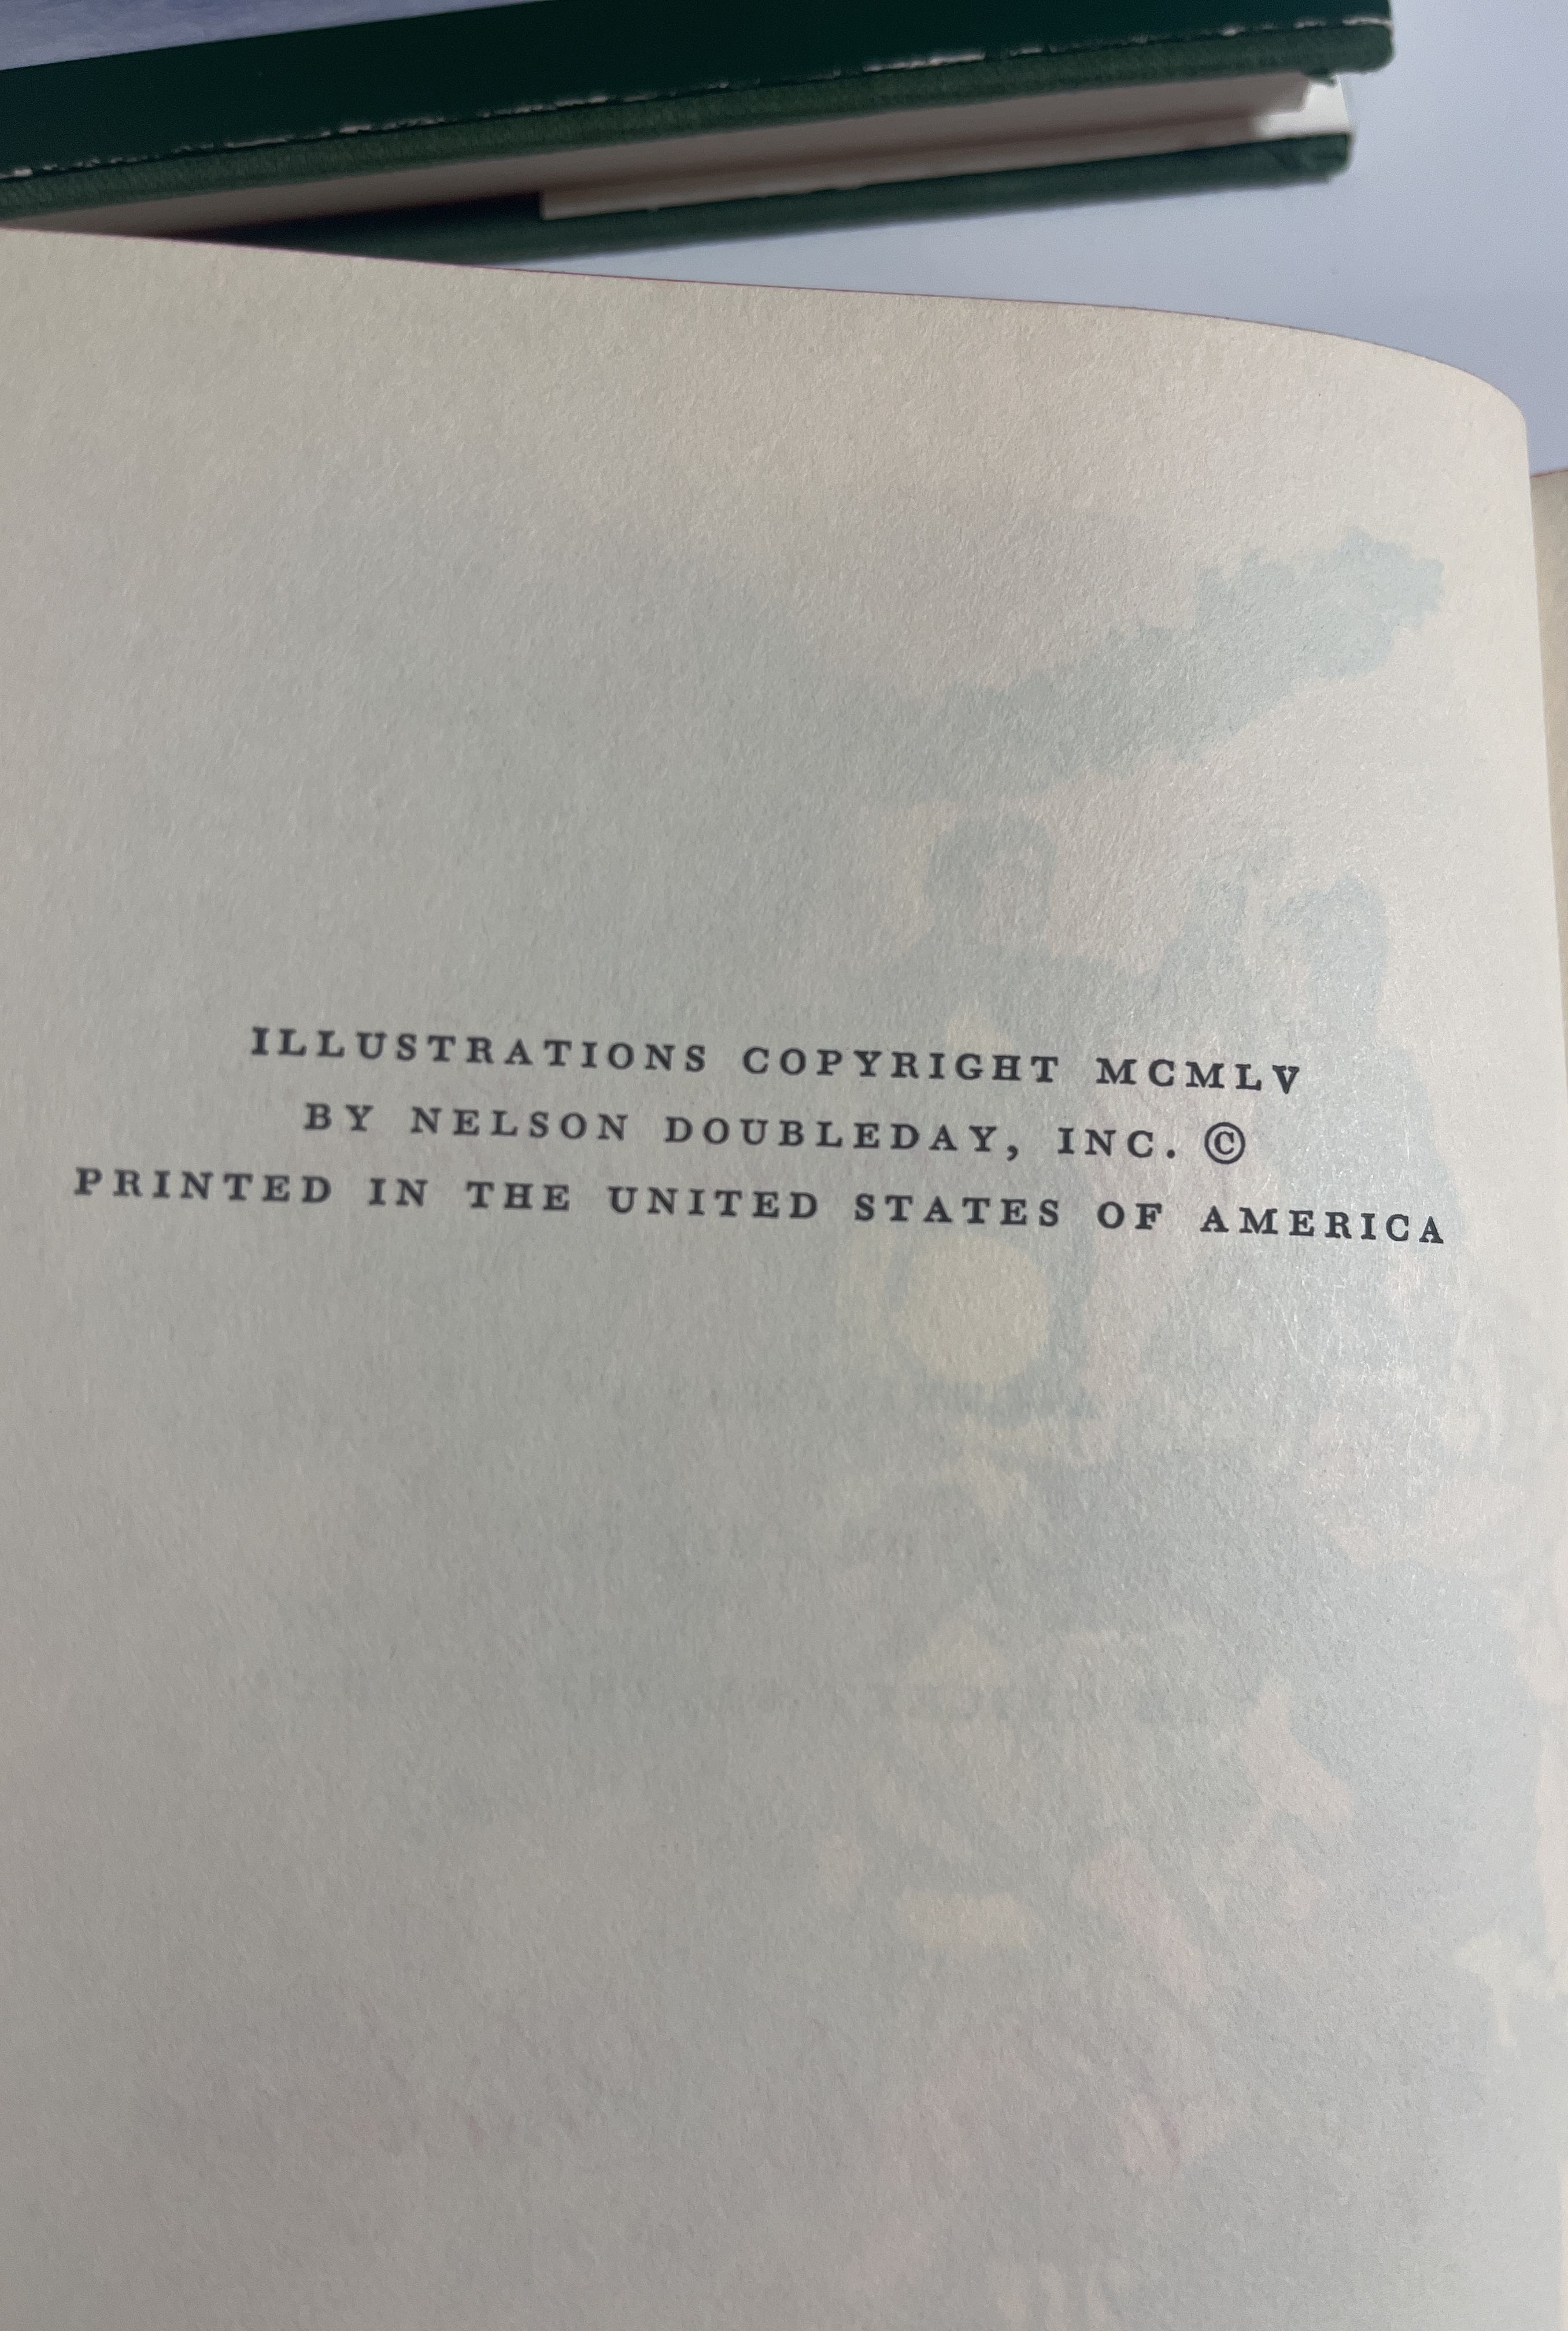 ILLUSTRATIONS COPYRIGHT MCMLV
BY NELSON DOUBLEDAY, INC. ©
PRINTED IN THE UNITED STATES OF AMERICA